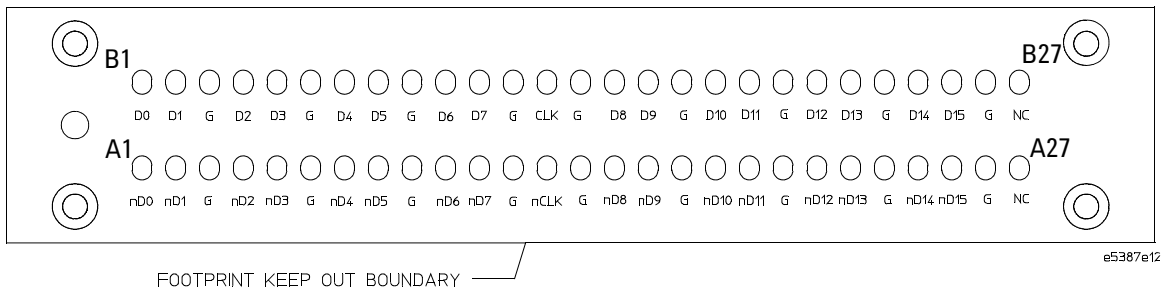 B1 B27
D0 D1 G D2 D3 G D4 D5 G D6 D7 G CLK G D8 D9 G D10 D11 G D12 D13 G D14 D15 G NC
A1 A27
nD0 nD1 G nD2 nD3 G nD4 nD5 G nD6 nD7 G nCLK G nD8 nD9 G nD10 nD11 G nD12 nD13 G nD14 nD15 G NC
e5387e12
FOOTPRINT KEEP OUT BOUNDARY